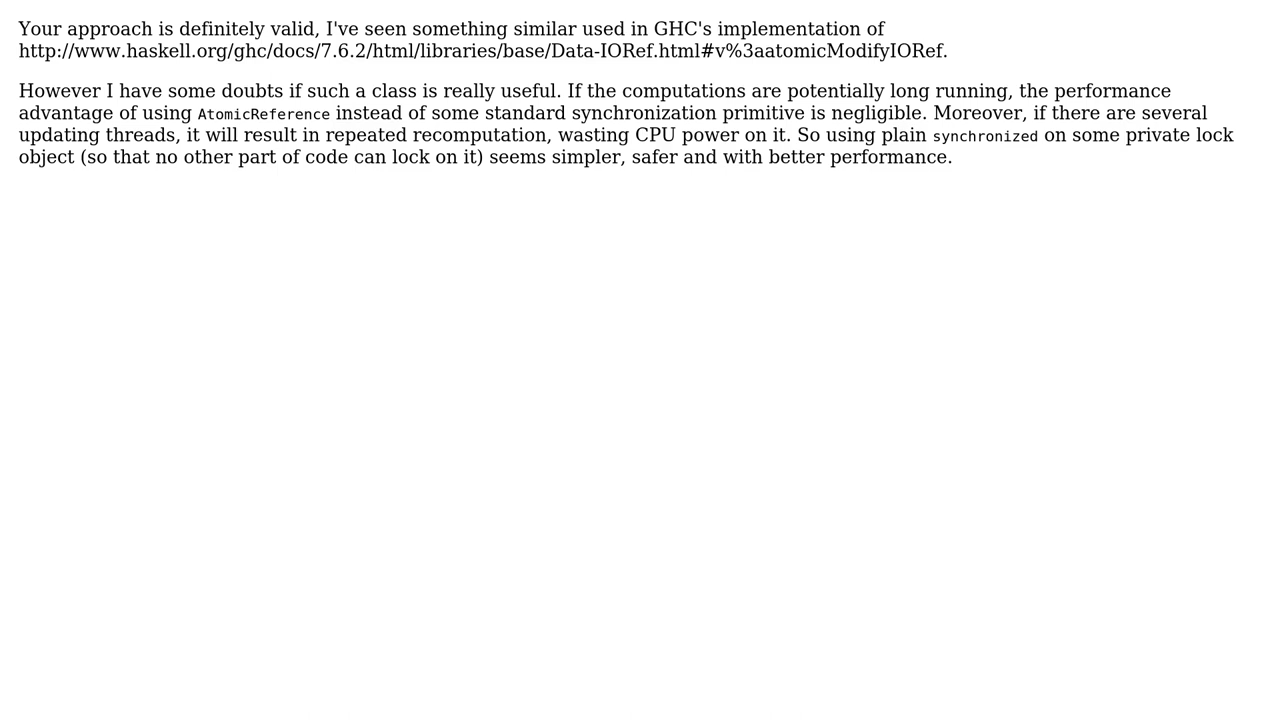 Your approach is definitely valid, I've seen something similar used in GHC's implementation of
http://www.haskell.org/ghc/docs/7.6.2/html/libraries/base/Data-IORef.html#v%3aatomicModifyIORef.
However I have some doubts if such a class is really useful. If the computations are potentially long running, the performance
advantage of using AtomicReference instead of some standard synchronization primitive is negligible. Moreover, if there are several
updating threads, it will result in repeated recomputation, wasting CPU power on it. So using plain synchronized on some private lock
object (so that no other part of code can lock on it) seems simpler, safer and with better performance.